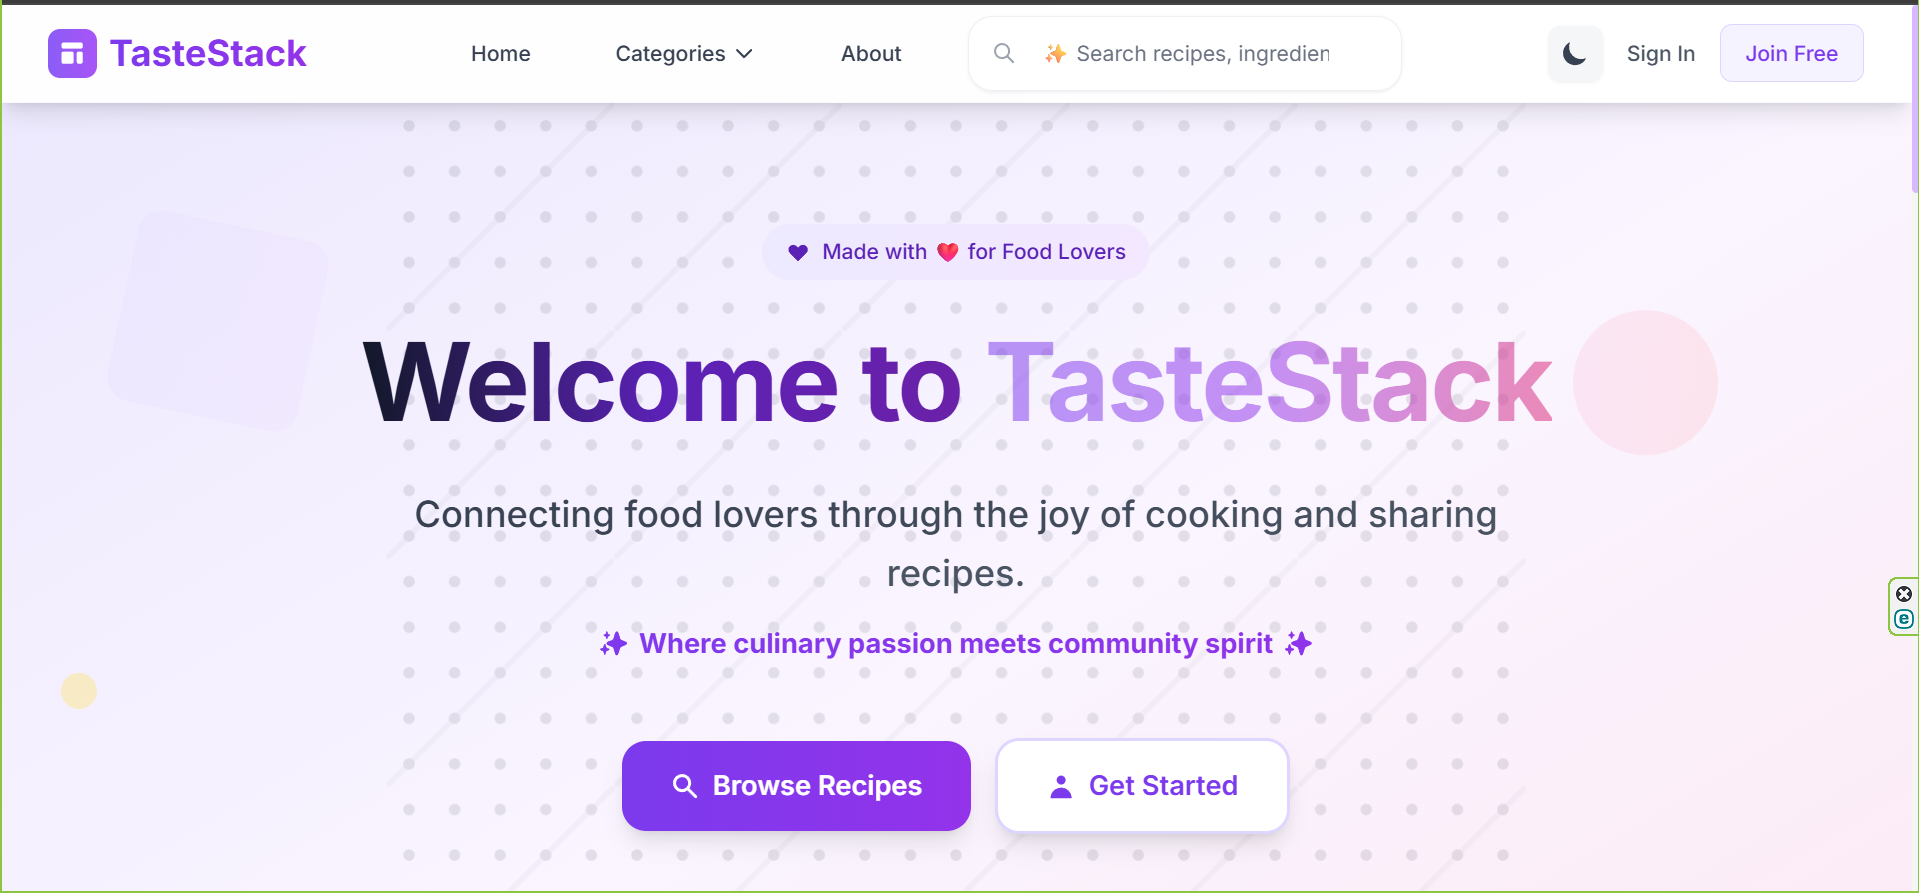 TasteStack
Home
Categories
About
✨ Search recipes, ingredien
Sign In
Join Free
Made with ❤️ for Food Lovers
Welcome to TasteStack
Connecting food lovers through the joy of cooking and sharing
recipes.
✨ Where culinary passion meets community spirit ✨
Browse Recipes
Get Started
e